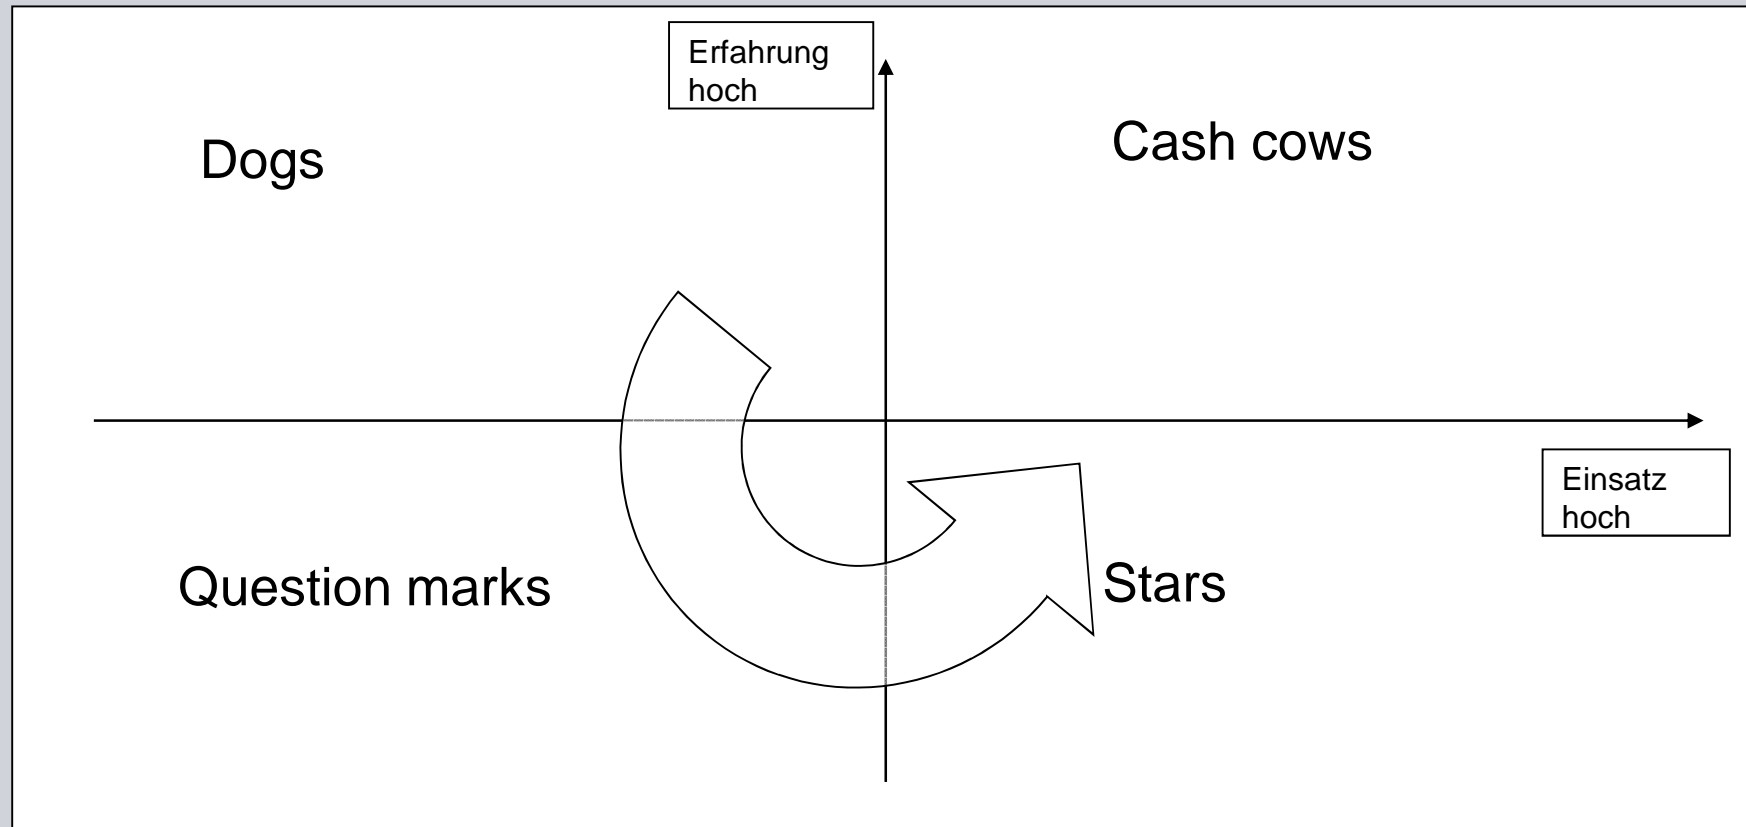 Erfahrung
hoch
Dogs
Cash cows
Einsatz
hoch
Question marks
Stars